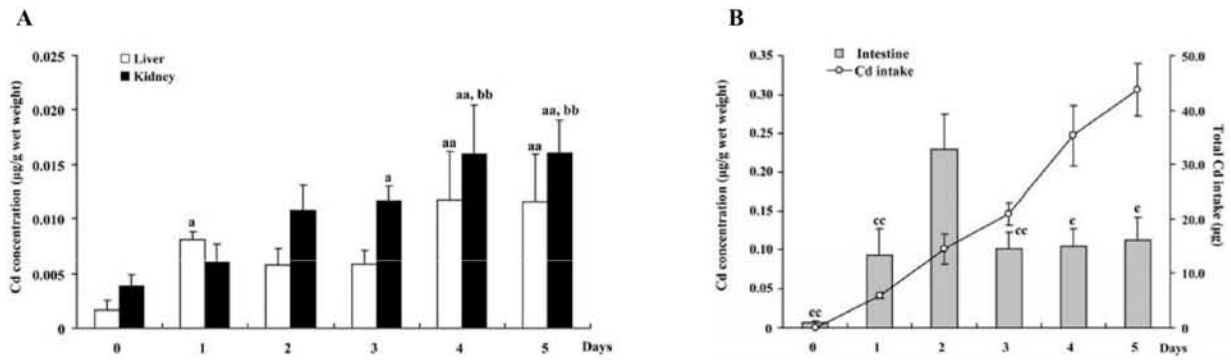 A
Cd concentration (µg/g wet weight)
0.025
0.020
0.015
0.010
0.005
0
Liver
Kidney
a
a
aa
aa, bb
aa
aa, bb
0 1 2 3 4 5 Days
B
Cd concentration (µg/g wet weight)
0.35
0.30
0.25
0.20
0.15
0.10
0.05
0
Intestine
Cd intake
cc
cc
cc
c
c
50.0
40.0
30.0
20.0
10.0
0.0
Total Cd intake (µg)
0 1 2 3 4 5 Days